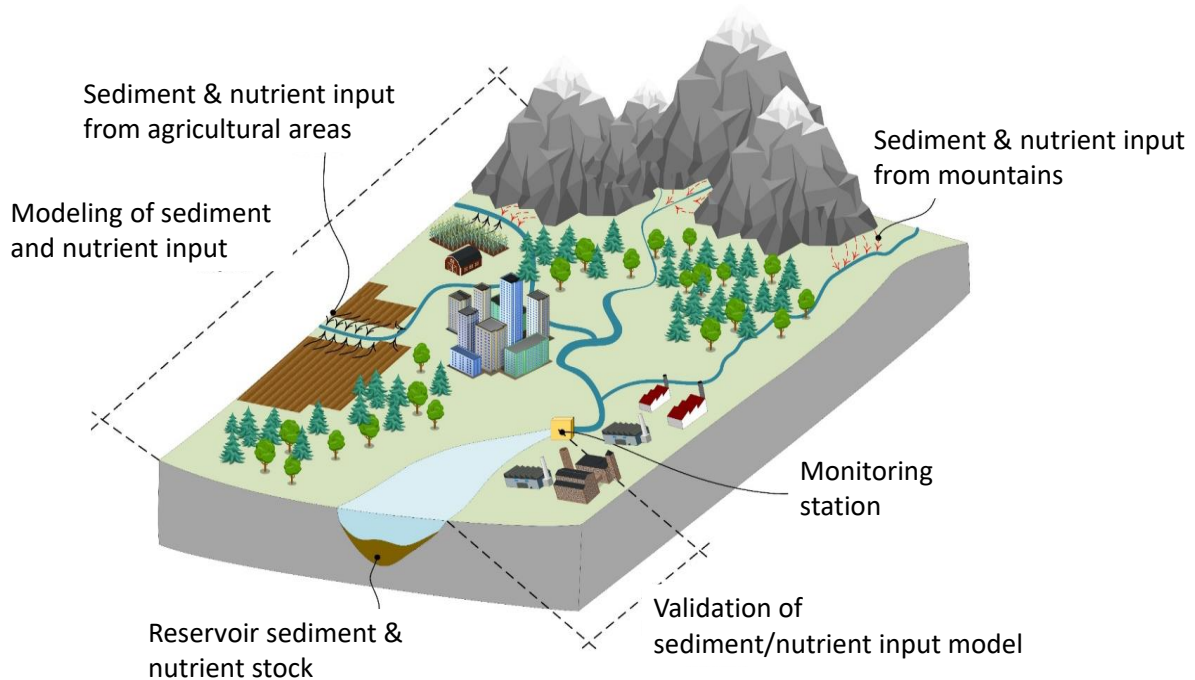 Sediment & nutrient input
from agricultural areas
Sediment & nutrient input
from mountains
Modeling of sediment
and nutrient input
Monitoring
station
Validation of
sediment/nutrient input model
Reservoir sediment &
nutrient stock